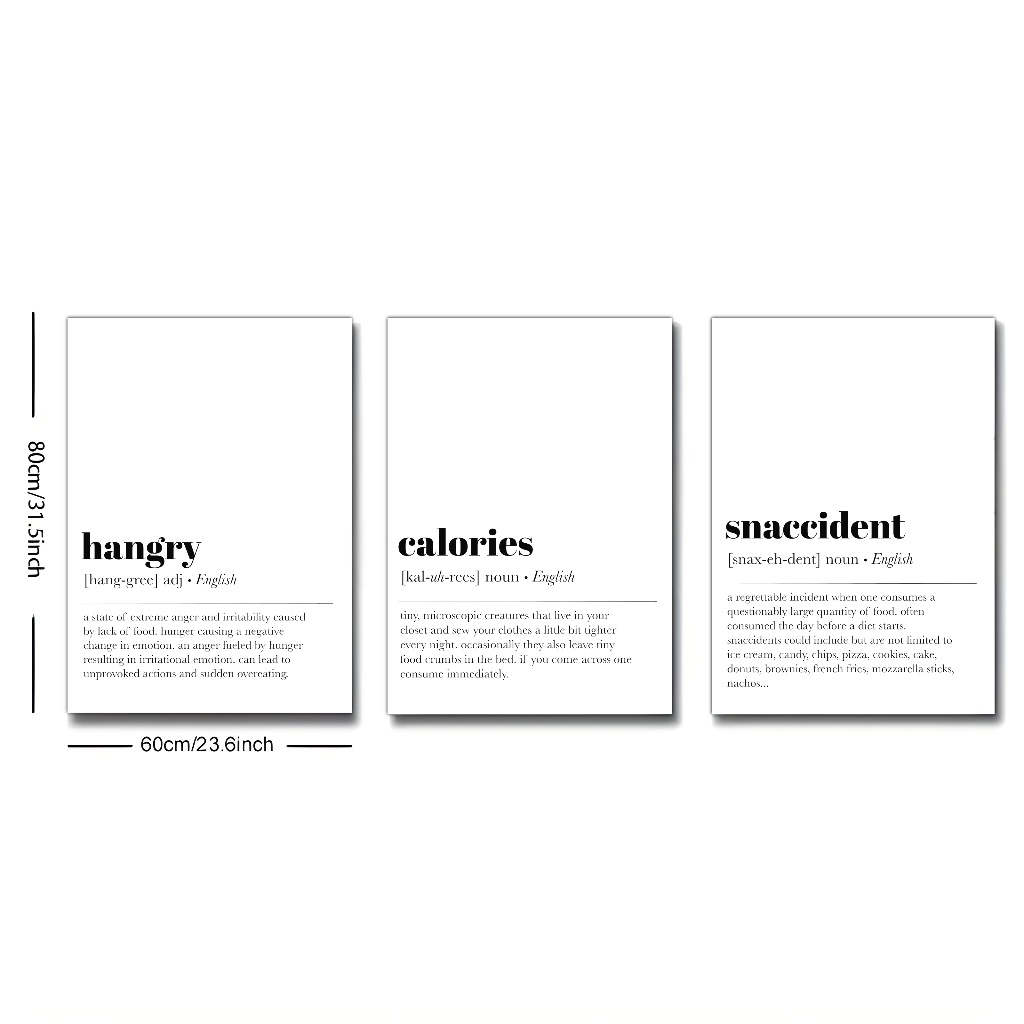 80cm/31.5inch
hangry
[hang-gree] adj • English
a state of extreme anger and irritability caused
by lack of food. hunger causing a negative
change in emotion. an anger fueled by hunger
resulting in irritational emotion. can lead to
unprovoked actions and sudden overeating.
60cm/23.6inch
calories
[kal-uh-rees] noun • English
tiny, microscopic creatures that live in your
closet and sew your clothes a little bit tighter
every night. occasionally they also leave tiny
food crumbs in the bed. if you come across one
consume immediately.
snaccident
[snax-eh-dent] noun • English
a regrettable incident when one consumes a
questionably large quantity of food. often
consumed the day before a diet starts.
snaccidents could include but are not limited to
ice cream, candy, chips, pizza, cookies, cake,
donuts, brownies, french fries, mozzarella sticks,
nachos...